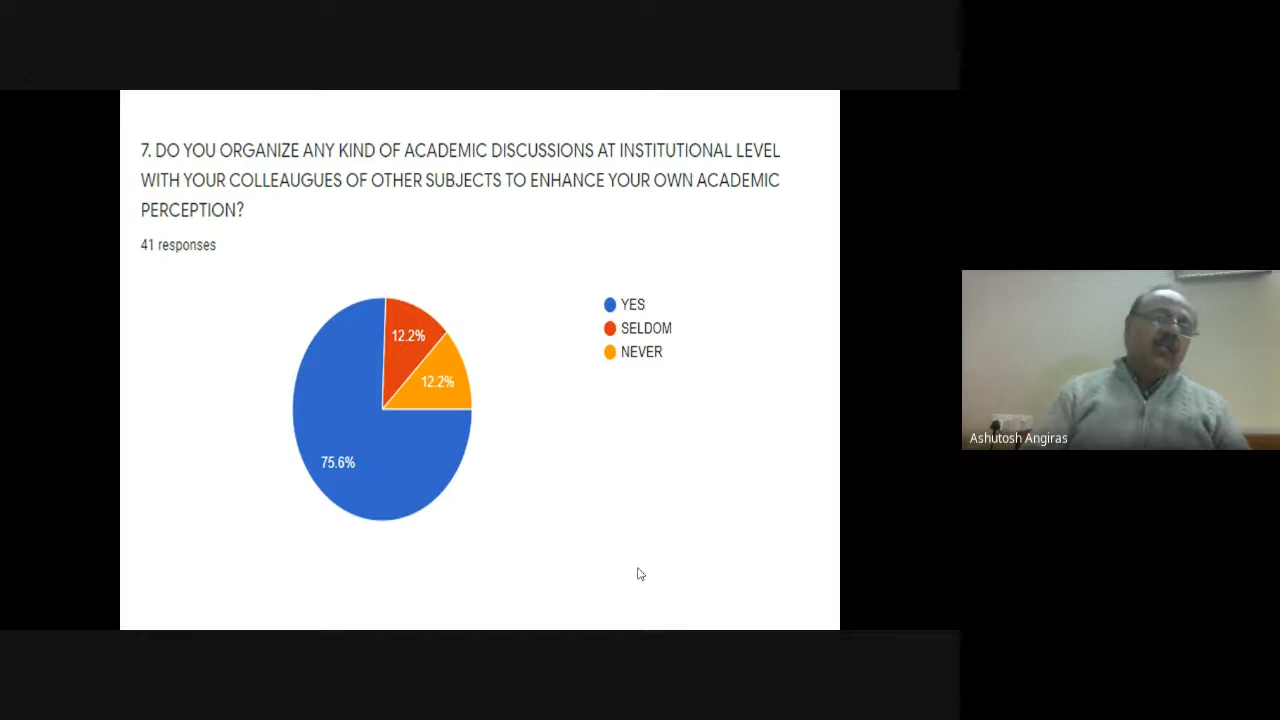 7. DO YOU ORGANIZE ANY KIND OF ACADEMIC DISCUSSIONS AT INSTITUTIONAL LEVEL
WITH YOUR COLLEAUGUES OF OTHER SUBJECTS TO ENHANCE YOUR OWN ACADEMIC
PERCEPTION?
41 responses
YES
SELDOM
NEVER
12.2%
12.2%
75.6%
Ashutosh Angiras